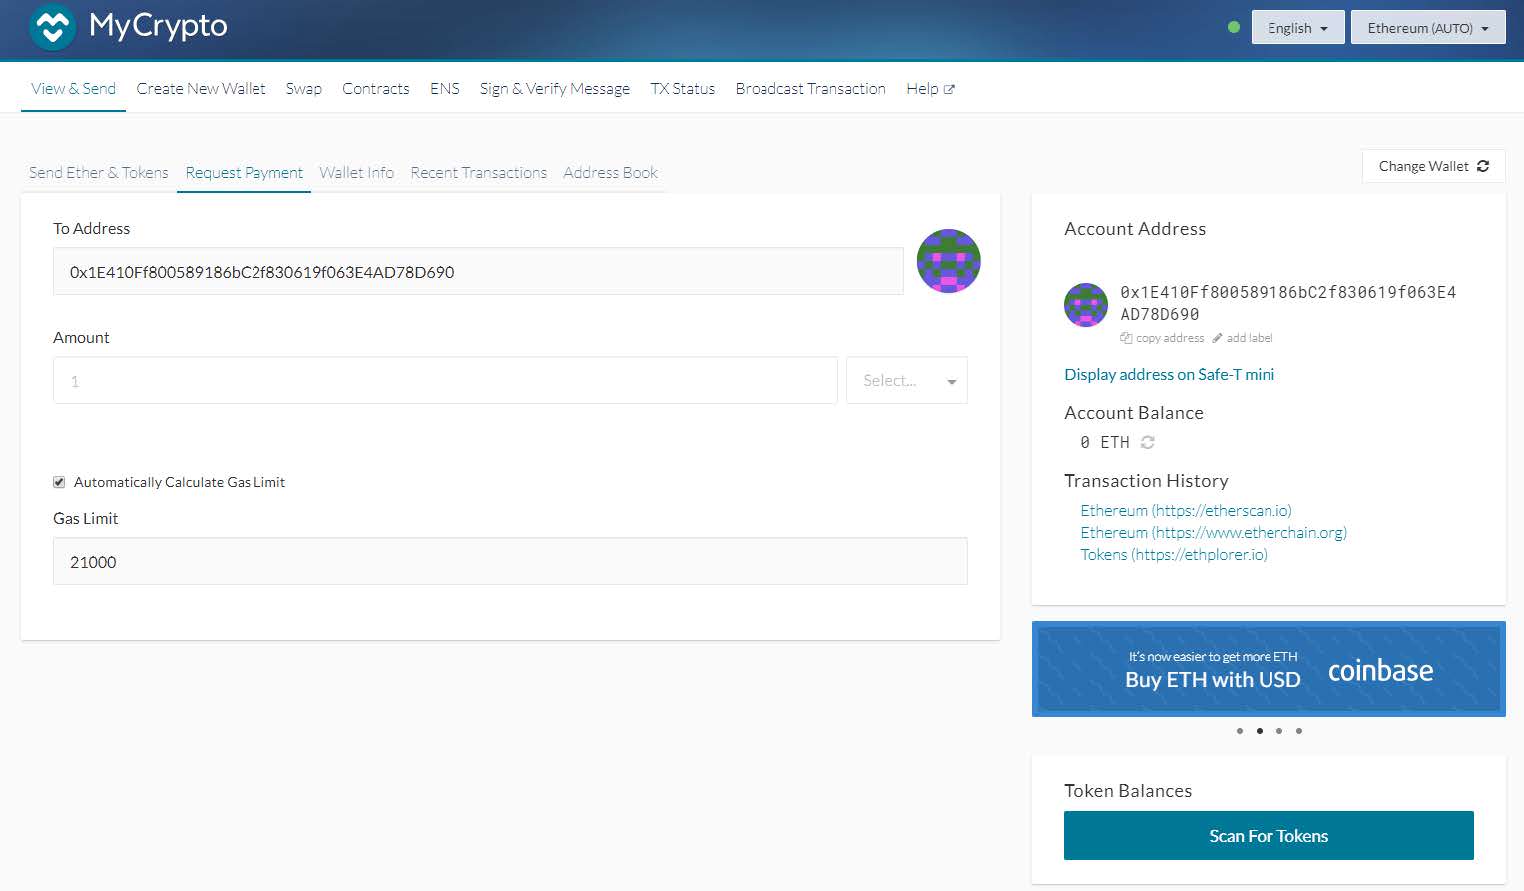 MyCrypto
English
Ethereum (AUTO)
View & Send
Create New Wallet
Swap
Contracts
ENS
Sign & Verify Message
TX Status
Broadcast Transaction
Help
Send Ether & Tokens
Request Payment
Wallet Info
Recent Transactions
Address Book
Change Wallet
To Address
0x1E410Ff800589186bC2f830619f063E4AD78D690
Amount
1
Select...
Automatically Calculate Gas Limit
Gas Limit
21000
Account Address
0x1E410Ff800589186bC2f830619f063E4
AD78D690
copy address
add label
Display address on Safe-T mini
Account Balance
0 ETH
Transaction History
Ethereum (https://etherscan.io)
Ethereum (https://www.etherchain.org)
Tokens (https://ethplorer.io)
It's now easier to get more ETH
Buy ETH with USD
coinbase
Token Balances
Scan For Tokens